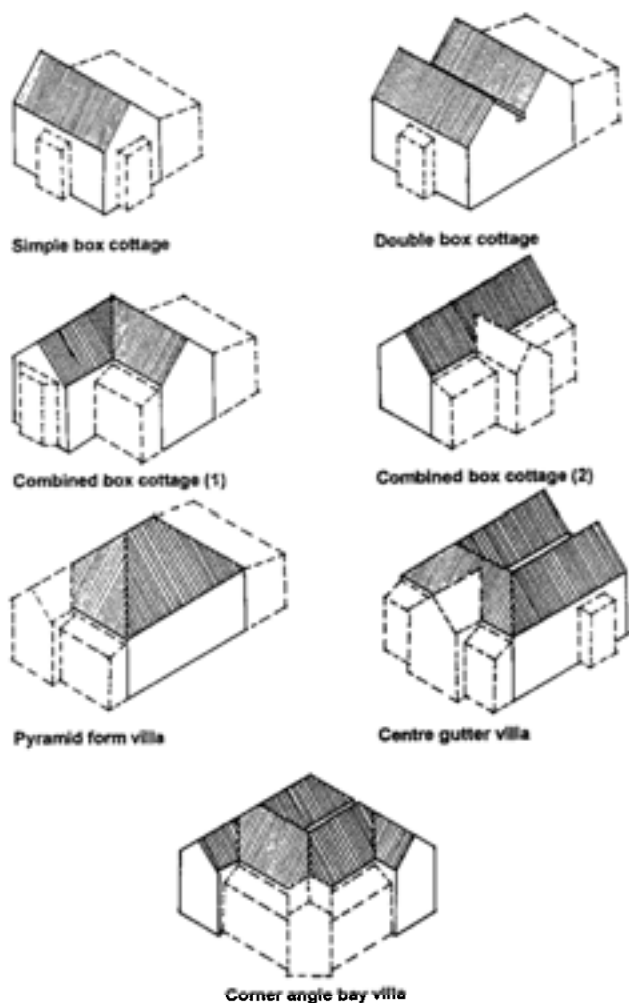 Simple box cottage
Double box cottage
Combined box cottage (1)
Combined box cottage (2)
Pyramid form villa
Centre gutter villa
Corner angle bay villa